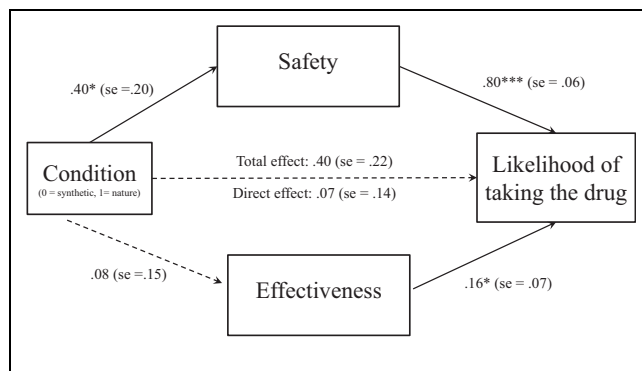 Safety
.40* (se =.20)
.80*** (se = .06)
Condition
(0 = synthetic, 1= nature)
Total effect: .40 (se = .22)
Direct effect: .07 (se = .14)
Likelihood of
taking the drug
.08 (se =.15)
Effectiveness
.16* (se = .07)